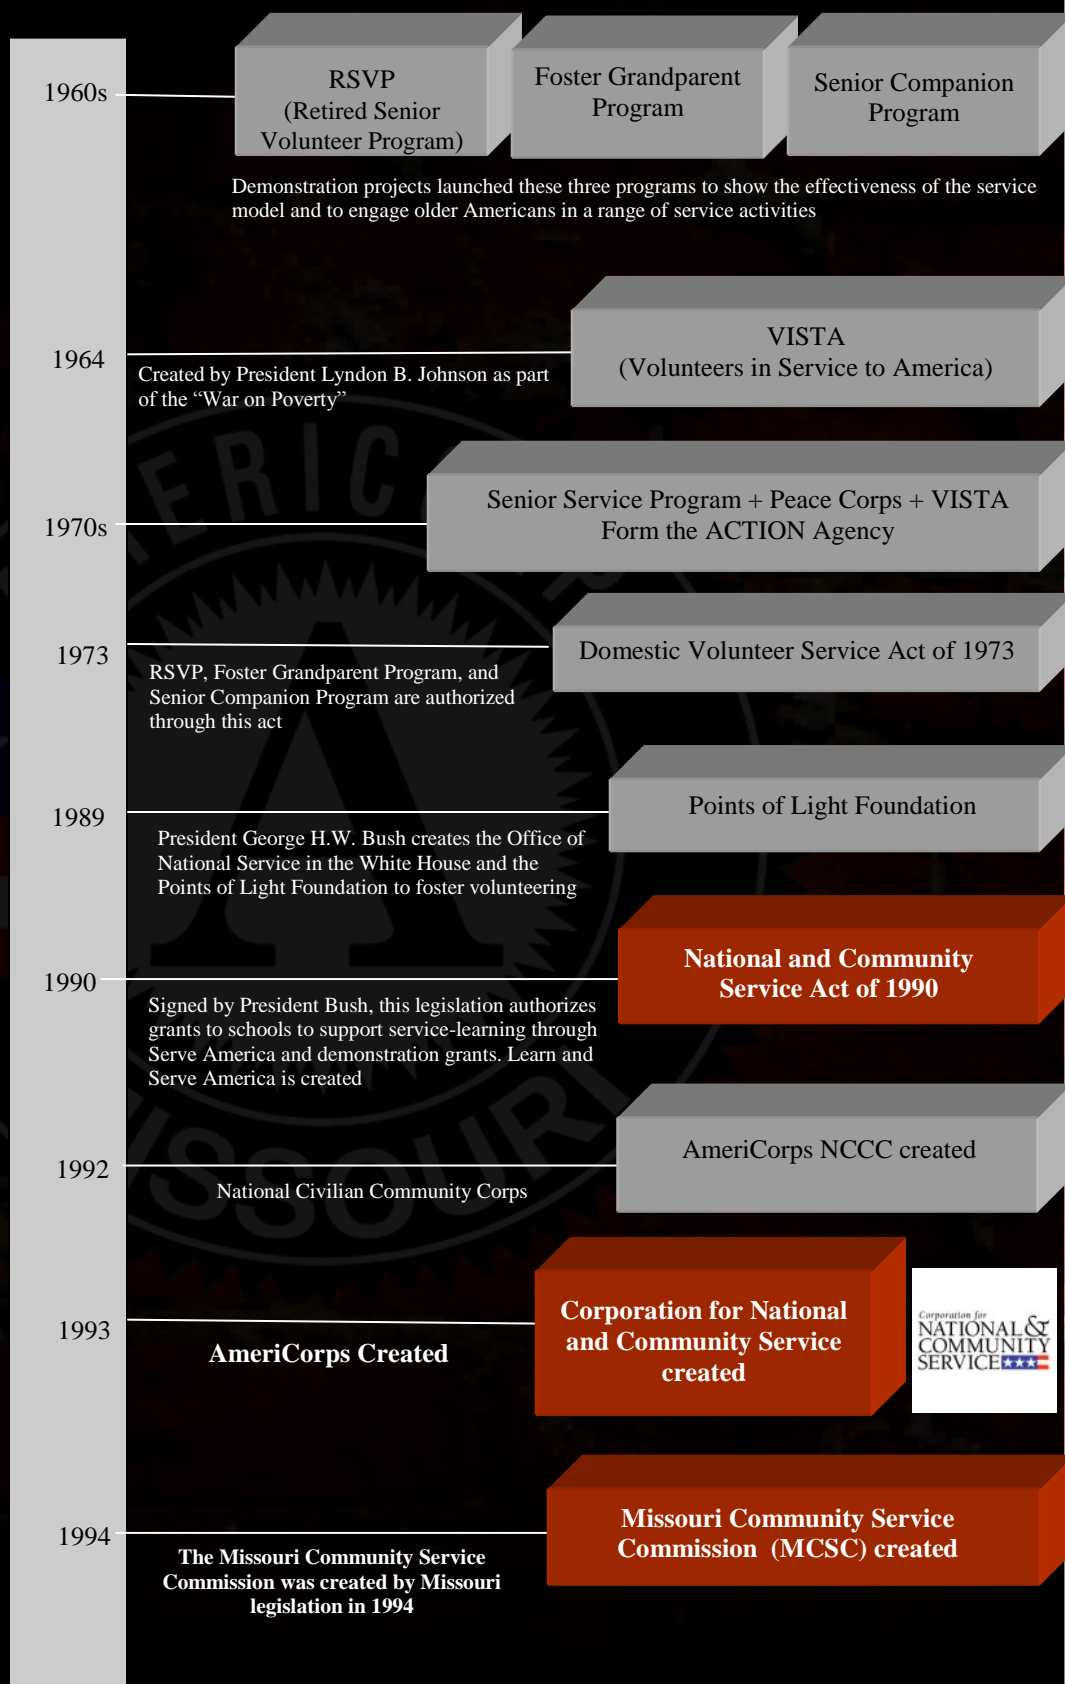 1960s
RSVP
(Retired Senior
Volunteer Program)
Foster Grandparent
Program
Senior Companion
Program
Demonstration projects launched these three programs to show the effectiveness of the service
model and to engage older Americans in a range of service activities
1964
VISTA
(Volunteers in Service to America)
Created by President Lyndon B. Johnson as part
of the “War on Poverty”
1970s
Senior Service Program + Peace Corps + VISTA
Form the ACTION Agency
1973
Domestic Volunteer Service Act of 1973
RSVP, Foster Grandparent Program, and
Senior Companion Program are authorized
through this act
1989
Points of Light Foundation
President George H.W. Bush creates the Office of
National Service in the White House and the
Points of Light Foundation to foster volunteering
1990
National and Community
Service Act of 1990
Signed by President Bush, this legislation authorizes
grants to schools to support service-learning through
Serve America and demonstration grants. Learn and
Serve America is created
1992
AmeriCorps NCCC created
National Civilian Community Corps
1993
AmeriCorps Created
Corporation for National
and Community Service
created
Corporation for
NATIONAL &
COMMUNITY
SERVICE
1994
Missouri Community Service
Commission (MCSC) created
The Missouri Community Service
Commission was created by Missouri
legislation in 1994